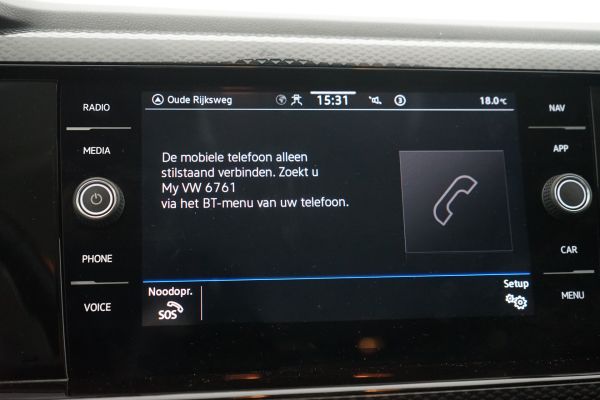 RADIO
MEDIA
PHONE
VOICE
Oude Rijksweg
15:31
3
18.0°C
De mobiele telefoon alleen
stilstaand verbinden. Zoekt u
My VW 6761
via het BT-menu van uw telefoon.
Noodopr.
SOS
Setup
NAV
APP
CAR
MENU